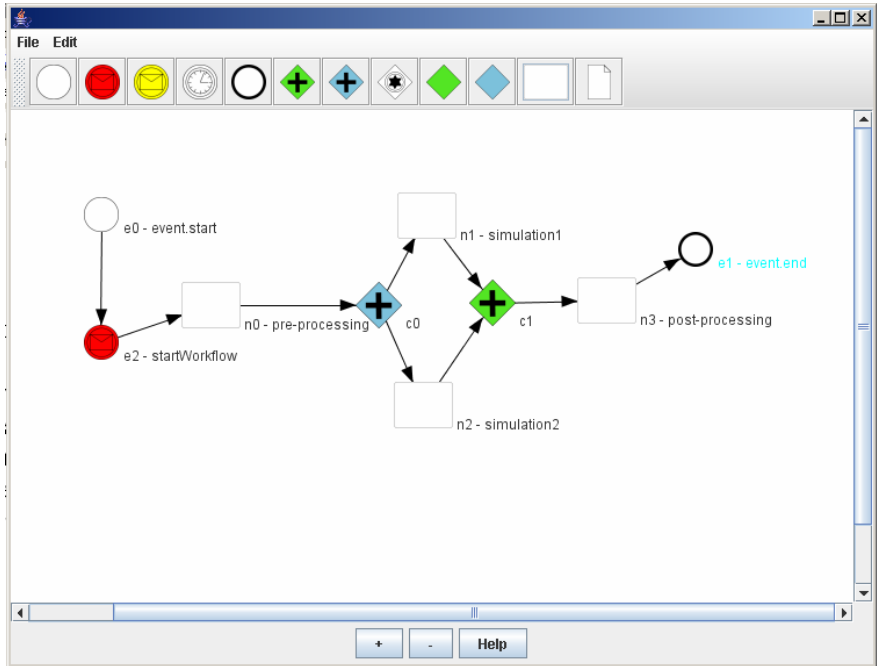 File Edit
e0 - event.start
n1 - simulation1
e1 - event.end
n0 - pre-processing
c0
c1
n3 - post-processing
e2 - startWorkflow
n2 - simulation2
+ - Help